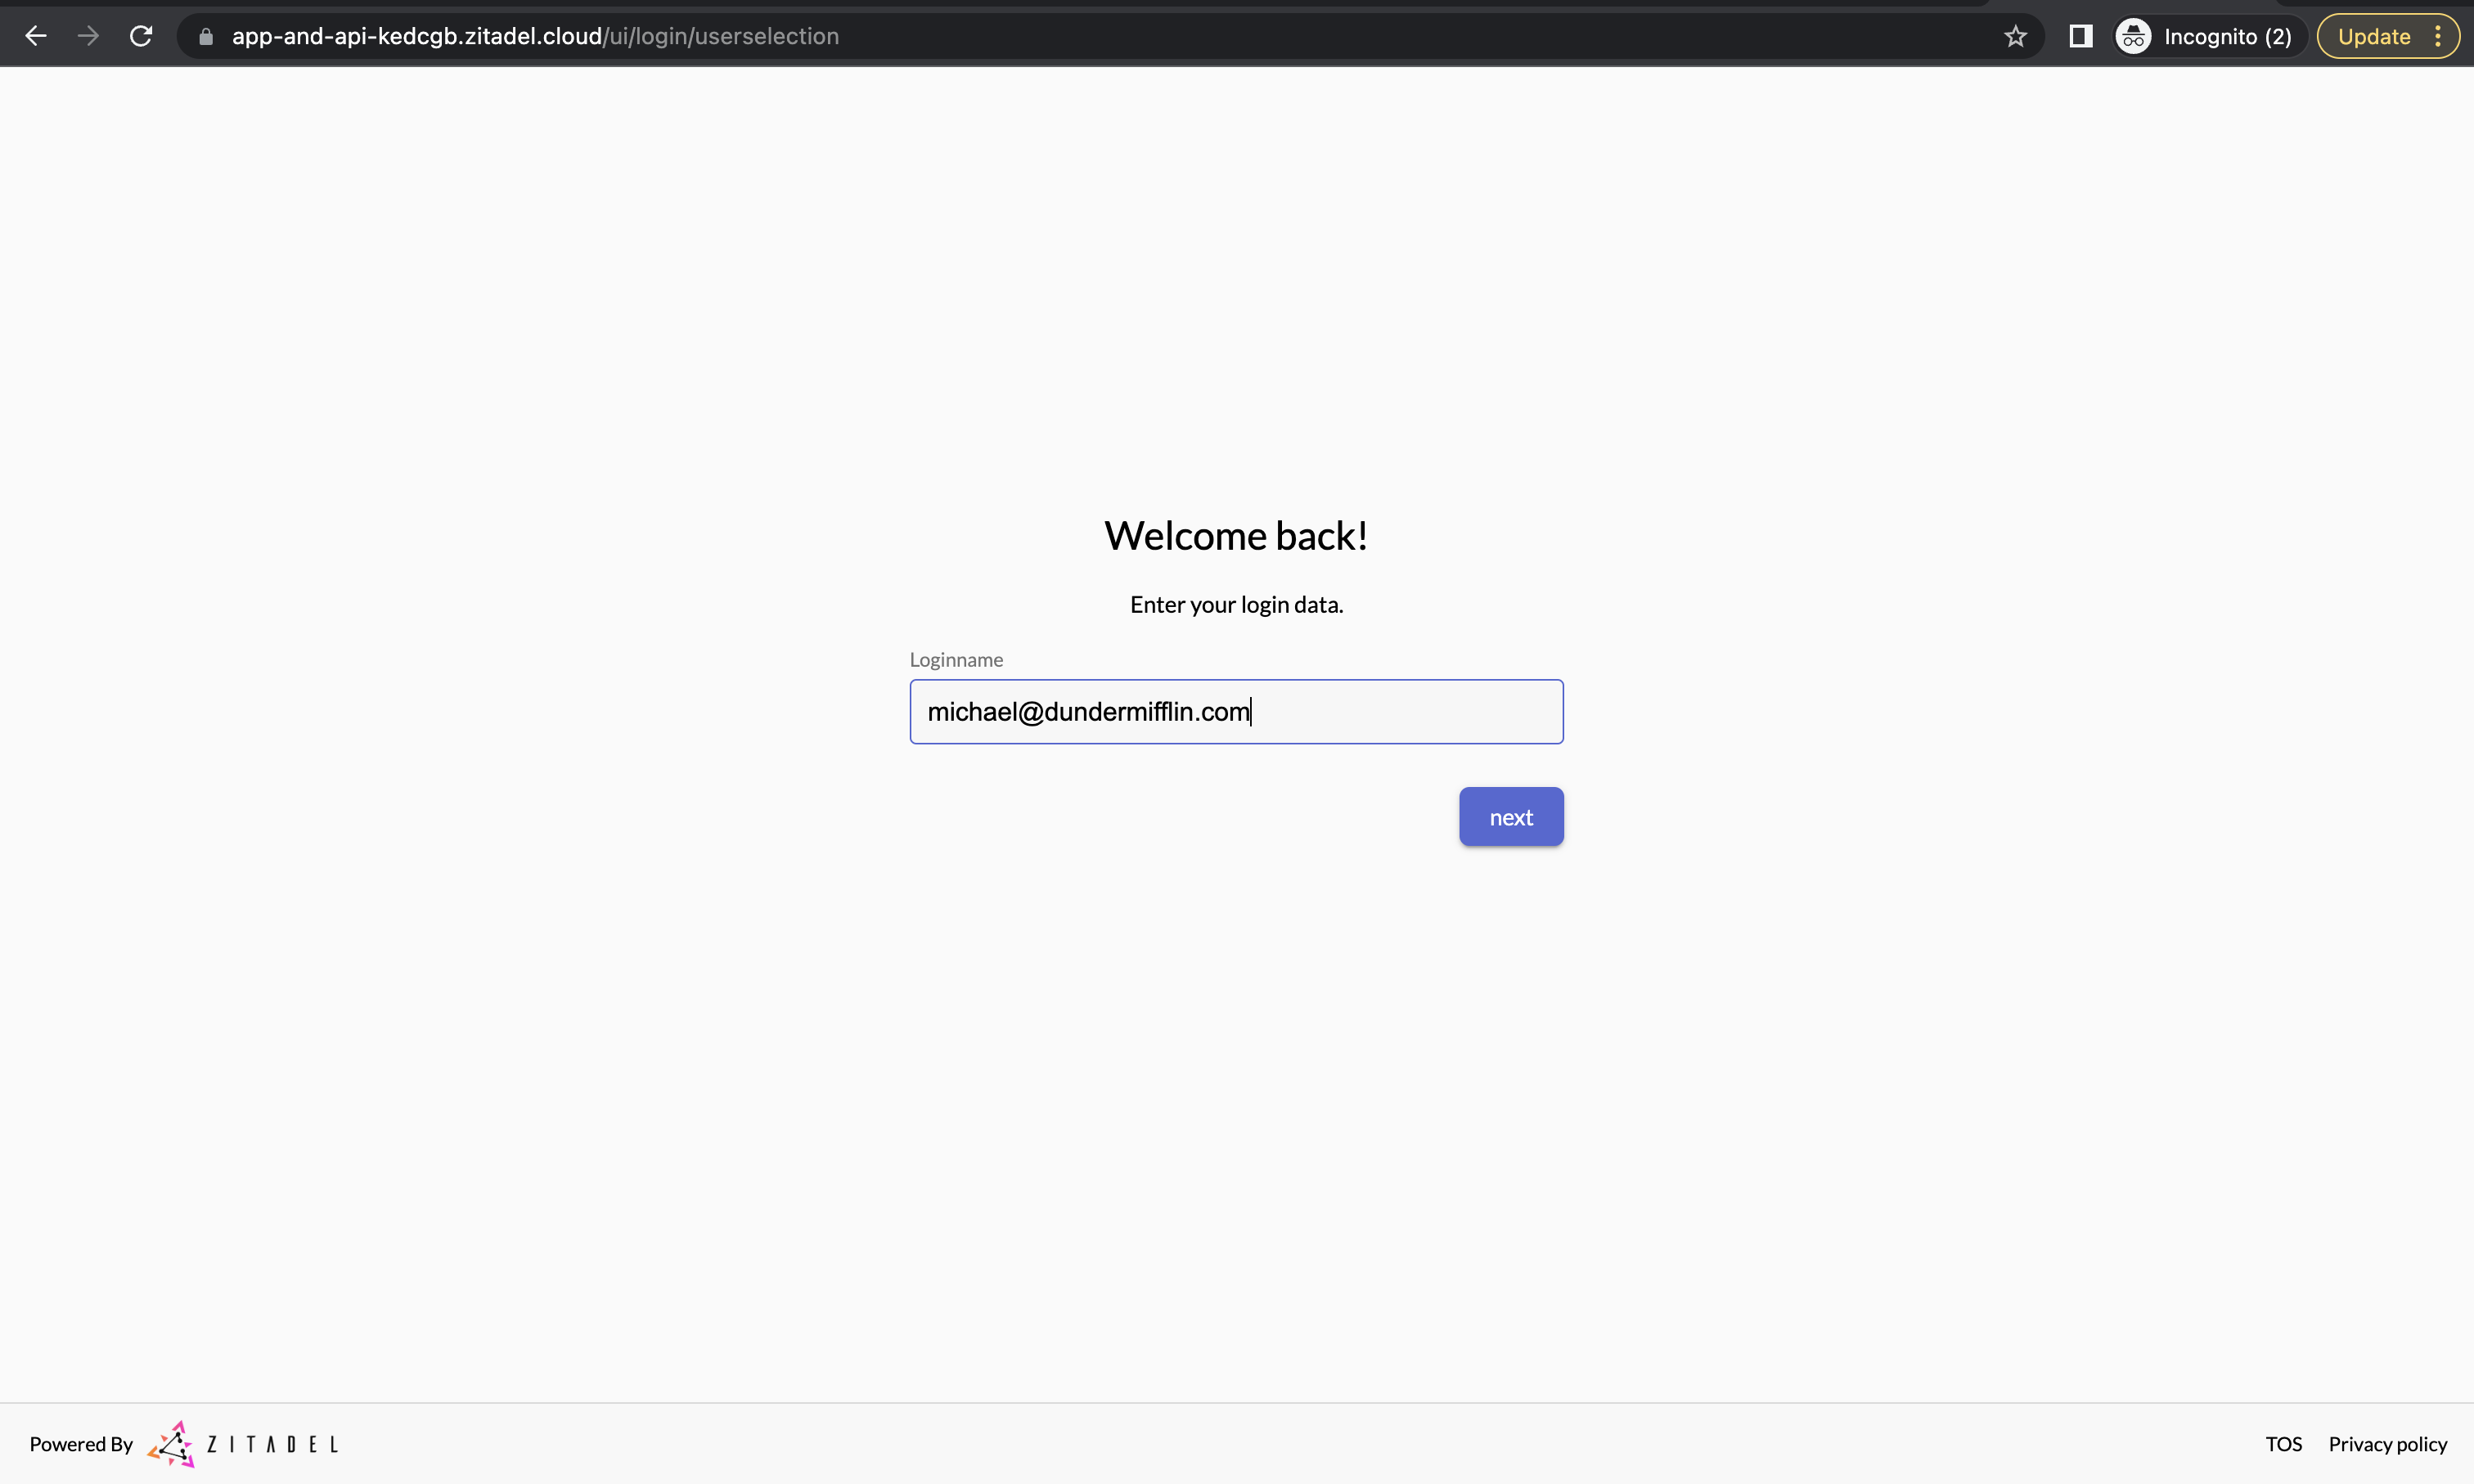 app-and-api-kedcgb.zitadel.cloud/ui/login/userselection
Incognito (2)
Update
Welcome back!
Enter your login data.
Loginname
michael@dundermifflin.com
next
Powered By
ZITADEL
TOS
Privacy policy